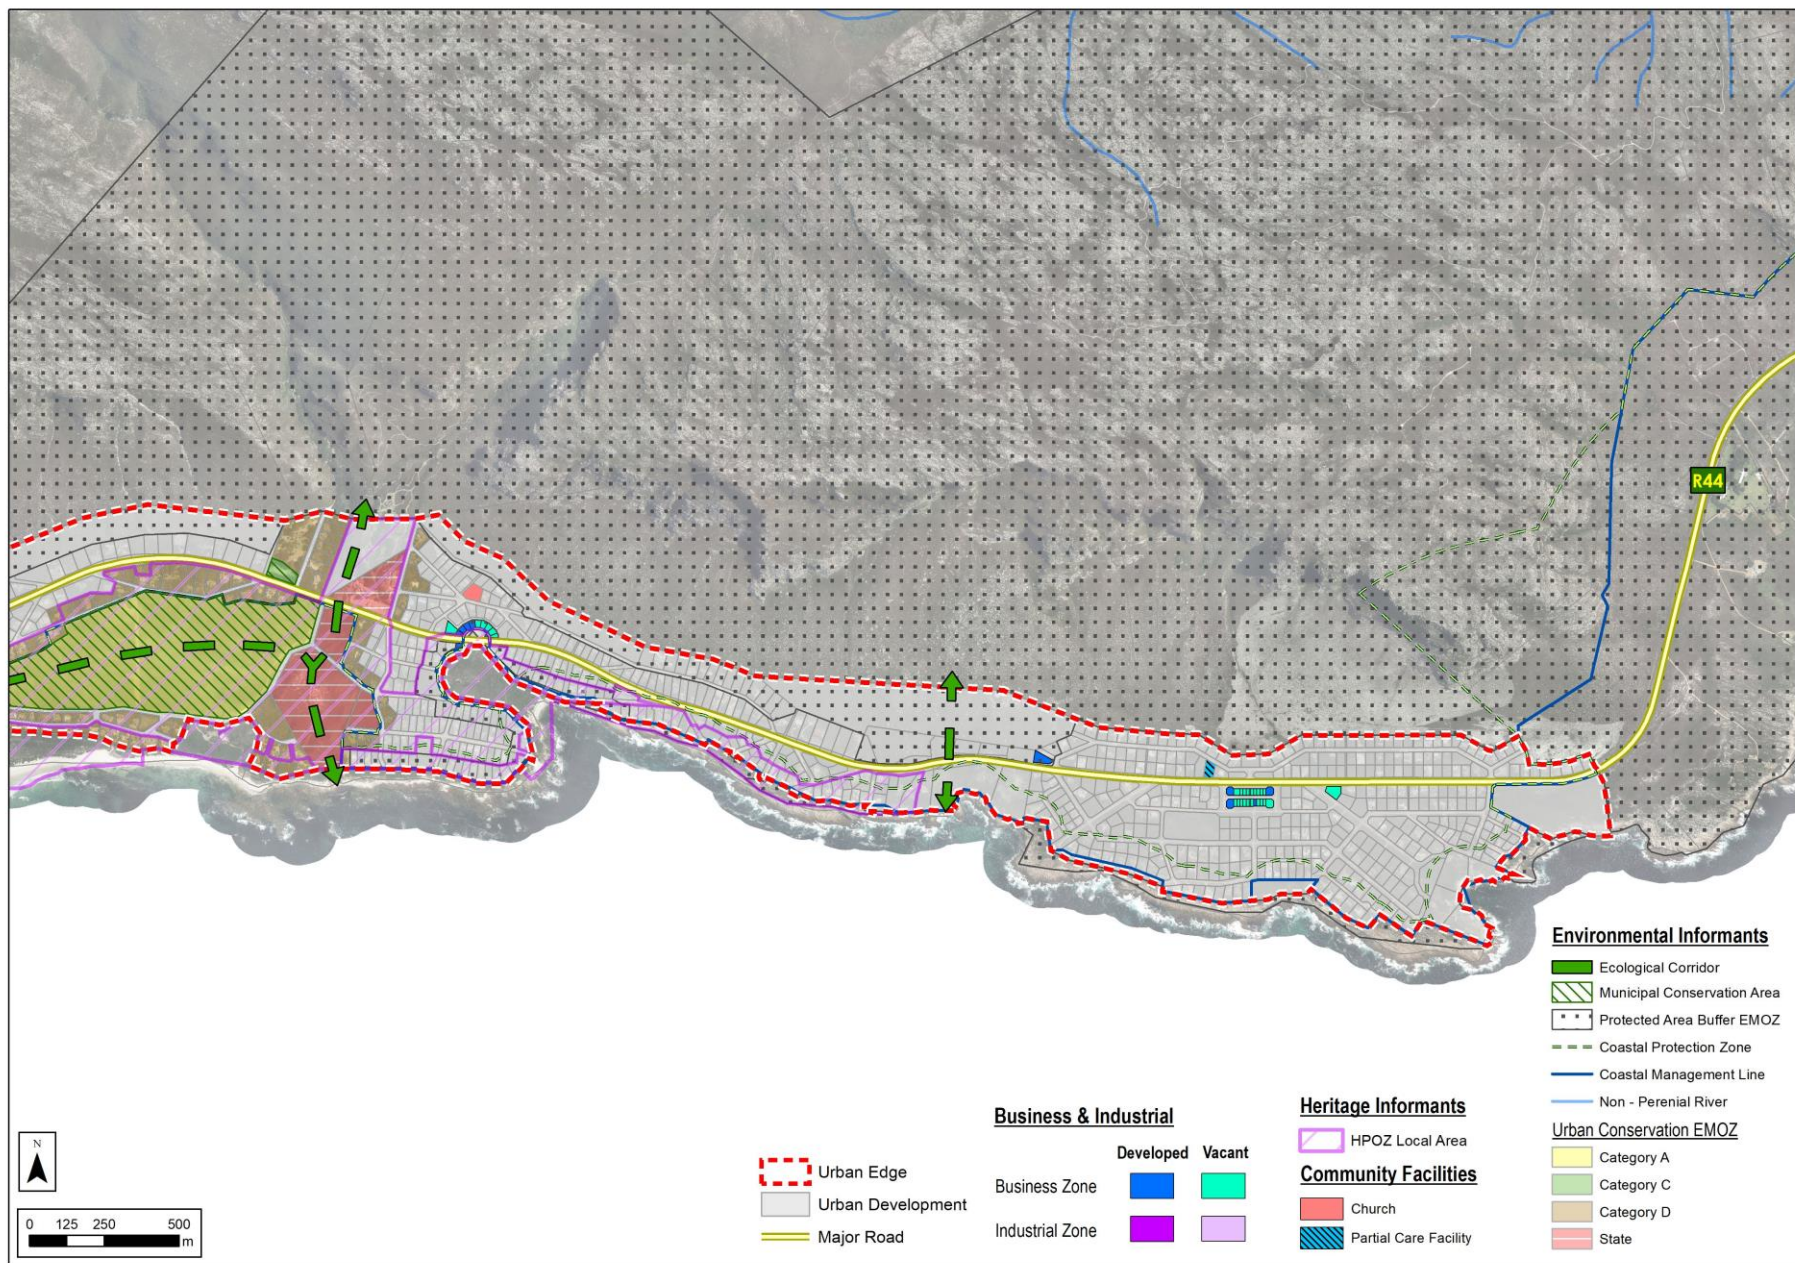 R44
N
0 125 250 500
m
Urban Edge
Urban Development
Major Road
Business & Industrial
Developed Vacant
Business Zone
Industrial Zone
Heritage Informants
HPOZ Local Area
Community Facilities
Church
Partial Care Facility
Environmental Informants
Ecological Corridor
Municipal Conservation Area
Protected Area Buffer EMOZ
Coastal Protection Zone
Coastal Management Line
Non - Perenial River
Urban Conservation EMOZ
Category A
Category C
Category D
State